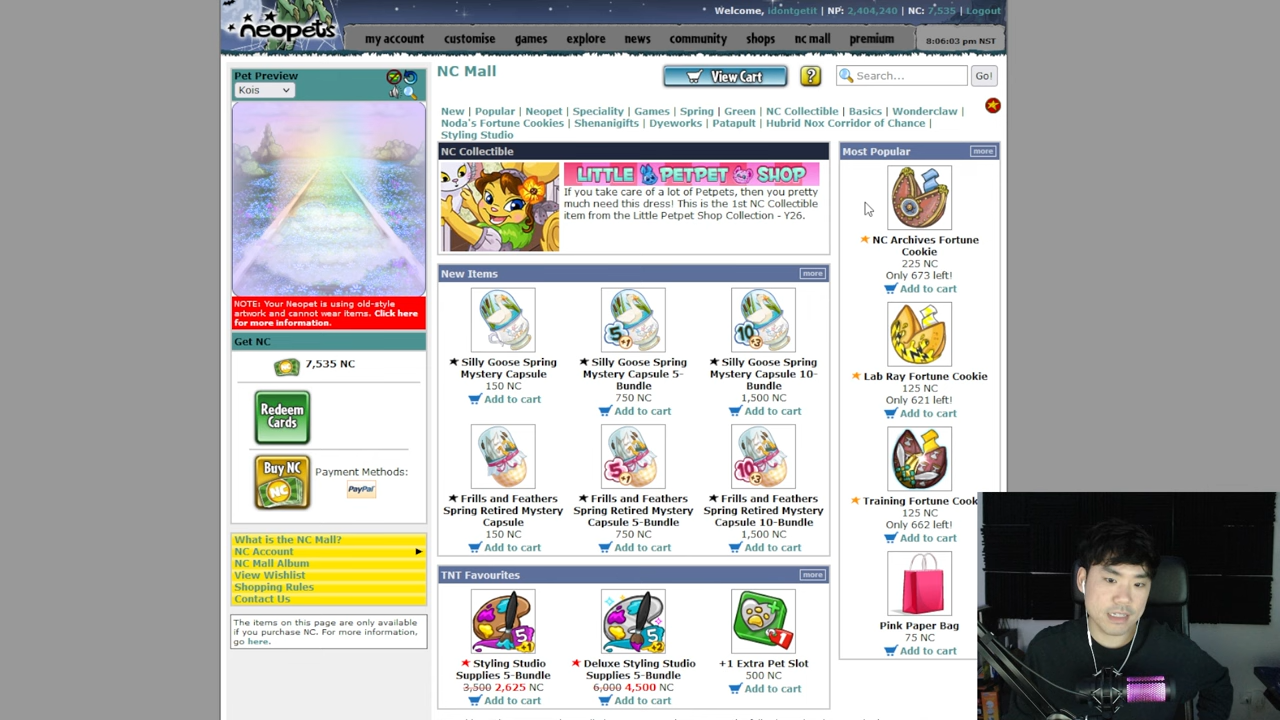 Welcome, idontgetit | NP: 2,404,240 | NC: 7,535 | Logout
neopets
my account customise games explore news community shops nc mall premium 8:06:03 pm NST
Pet Preview
Kois
NOTE: Your Neopet is using old-style
artwork and cannot wear items. Click here
for more information.
Get NC
7,535 NC
Redeem
Cards
Buy NC
NC
Payment Methods:
PayPal
What is the NC Mall?
NC Account
NC Mall Album
View Wishlist
Shopping Rules
Contact Us
The items on this page are only available
if you purchase NC. For more information,
go here.
NC Mall
View Cart
?
Search...
Go!
New | Popular | Neopet | Speciality | Games | Spring | Green | NC Collectible | Basics | Wonderclaw |
Noda's Fortune Cookies | Shenanigifts | Dyeworks | Patapult | Hubrid Nox Corridor of Chance |
Styling Studio
NC Collectible
LITTLE PETPET SHOP
If you take care of a lot of Petpets, then you pretty
much need this dress! This is the 1st NC Collectible
item from the Little Petpet Shop Collection - Y26.
New Items
more
5 +1
10 +3
Silly Goose Spring
Mystery Capsule
150 NC
Add to cart
Silly Goose Spring
Mystery Capsule 5-
Bundle
750 NC
Add to cart
Silly Goose Spring
Mystery Capsule 10-
Bundle
1,500 NC
Add to cart
5 +1
10 +3
Frills and Feathers
Spring Retired Mystery
Capsule
150 NC
Add to cart
Frills and Feathers
Spring Retired Mystery
Capsule 5-Bundle
750 NC
Add to cart
Frills and Feathers
Spring Retired Mystery
Capsule 10-Bundle
1,500 NC
Add to cart
TNT Favourites
more
Styling Studio
Supplies 5-Bundle
3,500 2,625 NC
Add to cart
Deluxe Styling Studio
Supplies 5-Bundle
6,000 4,500 NC
Add to cart
+1 Extra Pet Slot
500 NC
Add to cart
Most Popular
more
NC Archives Fortune
Cookie
225 NC
Only 673 left!
Add to cart
Lab Ray Fortune Cookie
125 NC
Only 621 left!
Add to cart
Training Fortune Cook
125 NC
Only 662 left!
Add to cart
Pink Paper Bag
75 NC
Add to cart